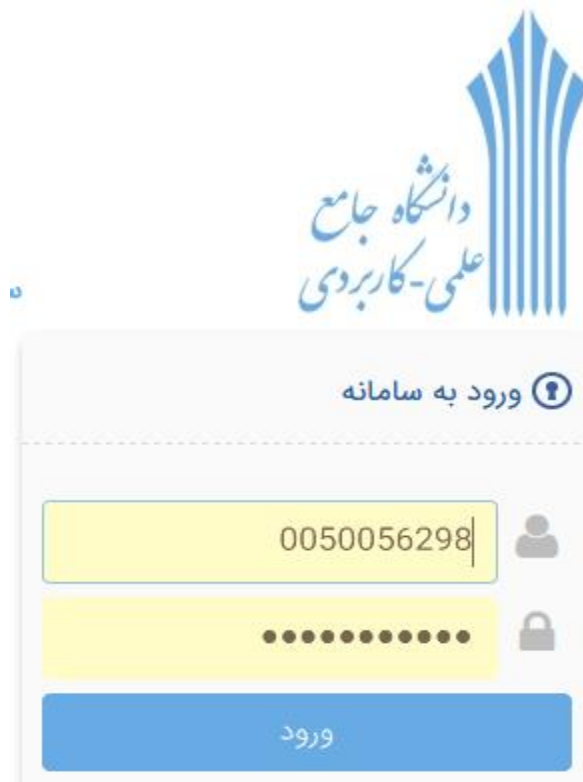 دانشگاه جامع
علمی-کاربردی
ورود به سامانه
0050056298
•••••••••••
ورود